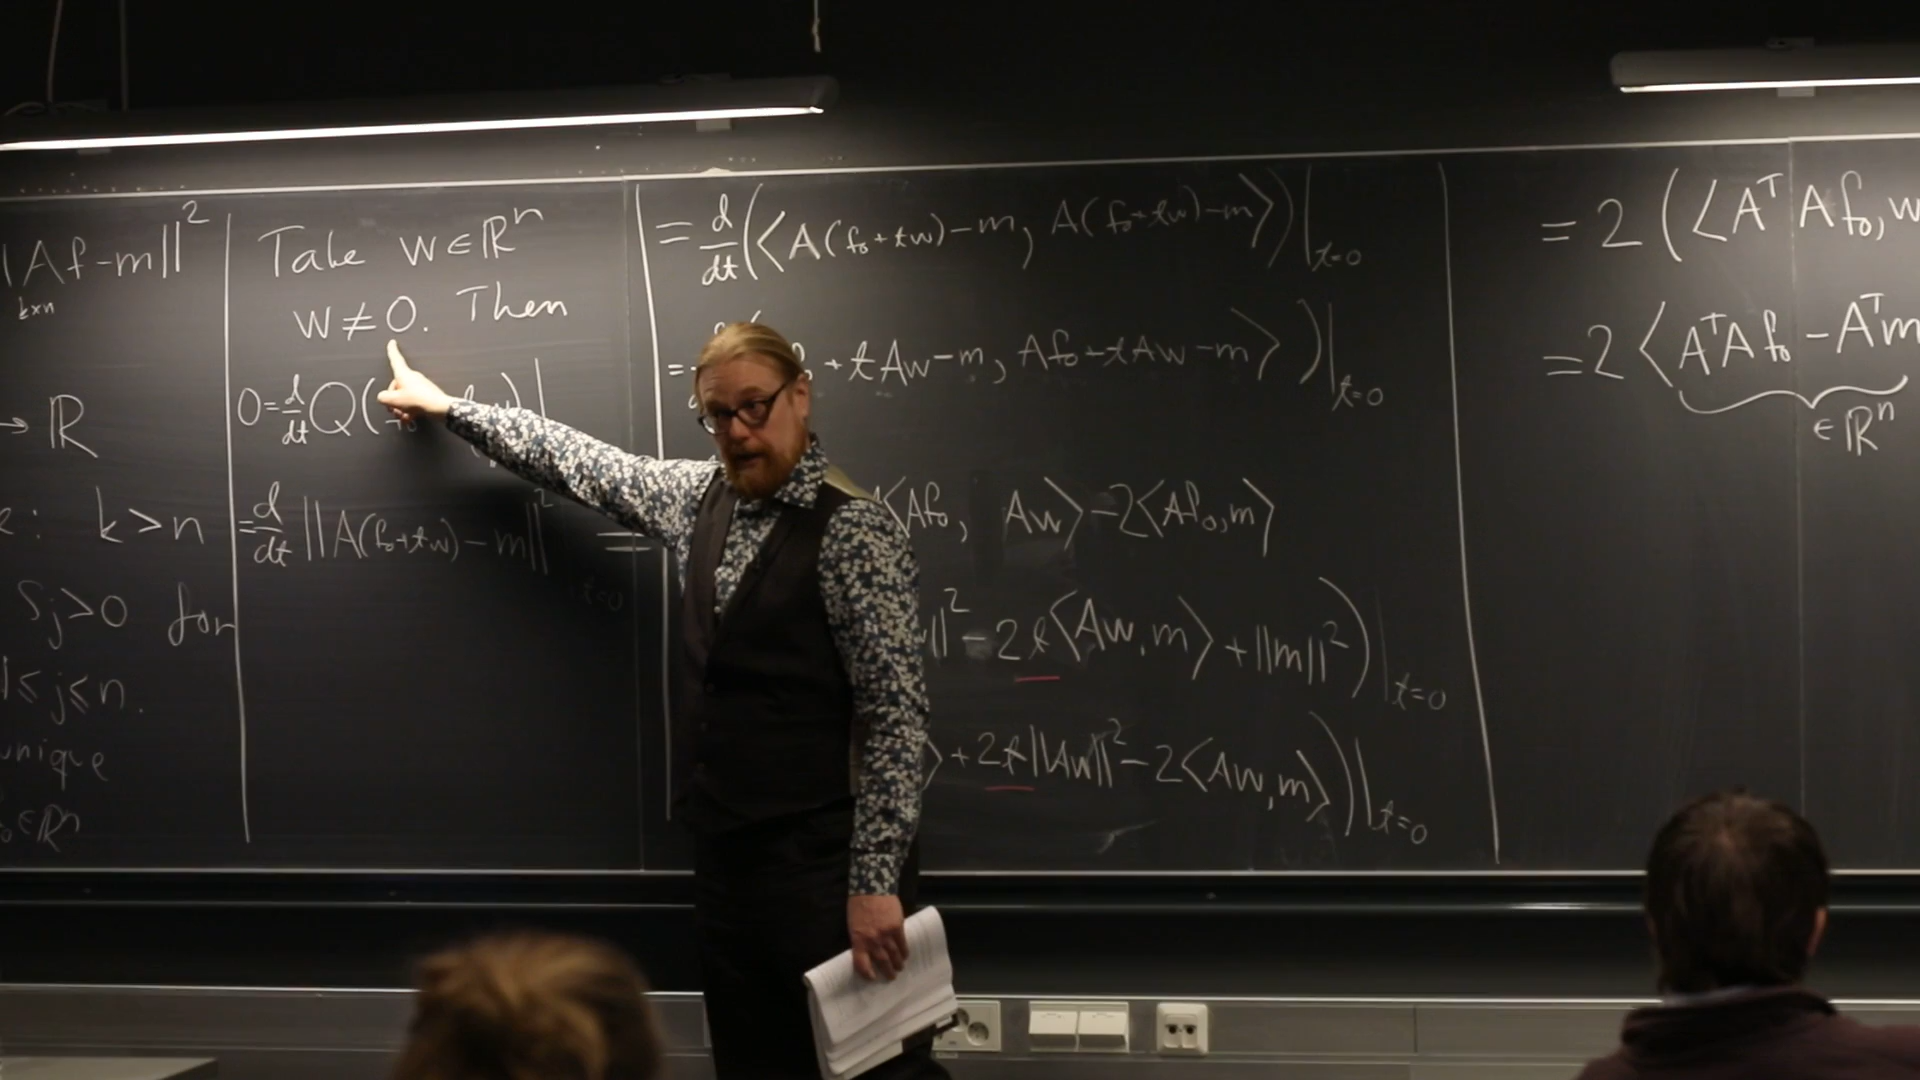 |Af-m||²
k×n
→ ℝ
: k>n
Sj>0 for
1≤j≤n.
unique
∈ℝⁿ
Take w∈ℝⁿ
w≠0. Then
0=d/dt Q(
=d/dt ||A(f₀+tw)-m||²
t=0
=d/dt(⟨A(f₀+tw)-m, A(f₀+tw)-m⟩)|t=0
= +tAw-m, Af₀+tAw-m⟩)|t=0
=
⟨Af₀, Aw⟩-2⟨Af₀,m⟩
||²-2t⟨Aw,m⟩+||m||²)|t=0
⟩+2t||Aw||²-2⟨Aw,m⟩)|t=0
=2(⟨AᵀAf₀,w
=2⟨AᵀAf₀-Aᵀm
∈ℝⁿ